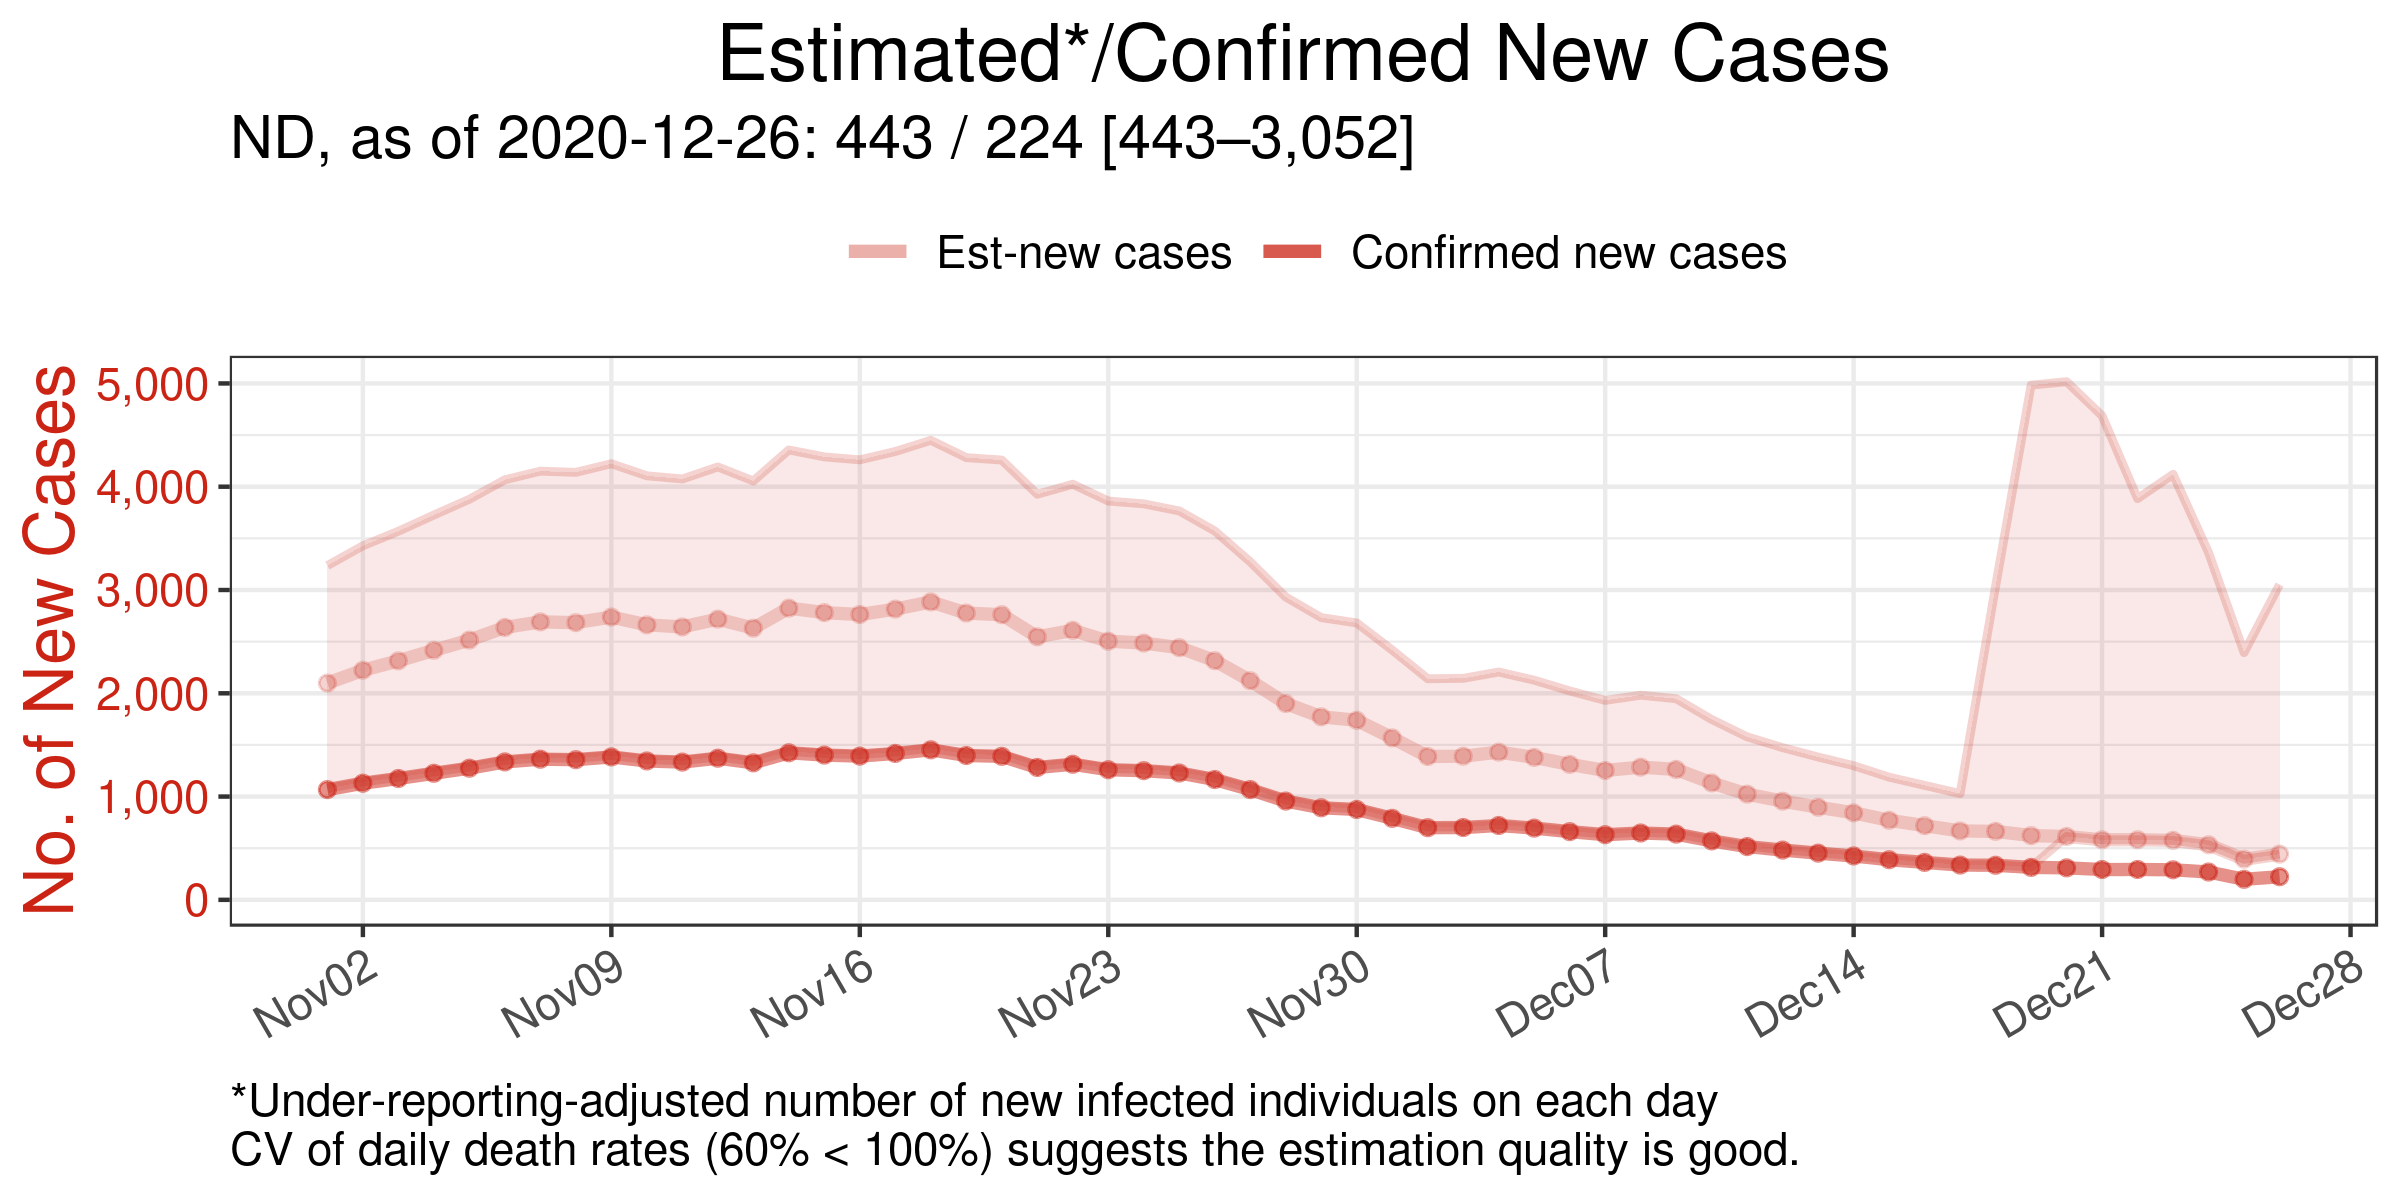 Estimated*/Confirmed New Cases
ND, as of 2020-12-26: 443 / 224 [443–3,052]
Est-new cases Confirmed new cases
No. of New Cases
5,000
4,000
3,000
2,000
1,000
0
Nov02 Nov09 Nov16 Nov23 Nov30 Dec07 Dec14 Dec21 Dec28
*Under-reporting-adjusted number of new infected individuals on each day
CV of daily death rates (60% < 100%) suggests the estimation quality is good.